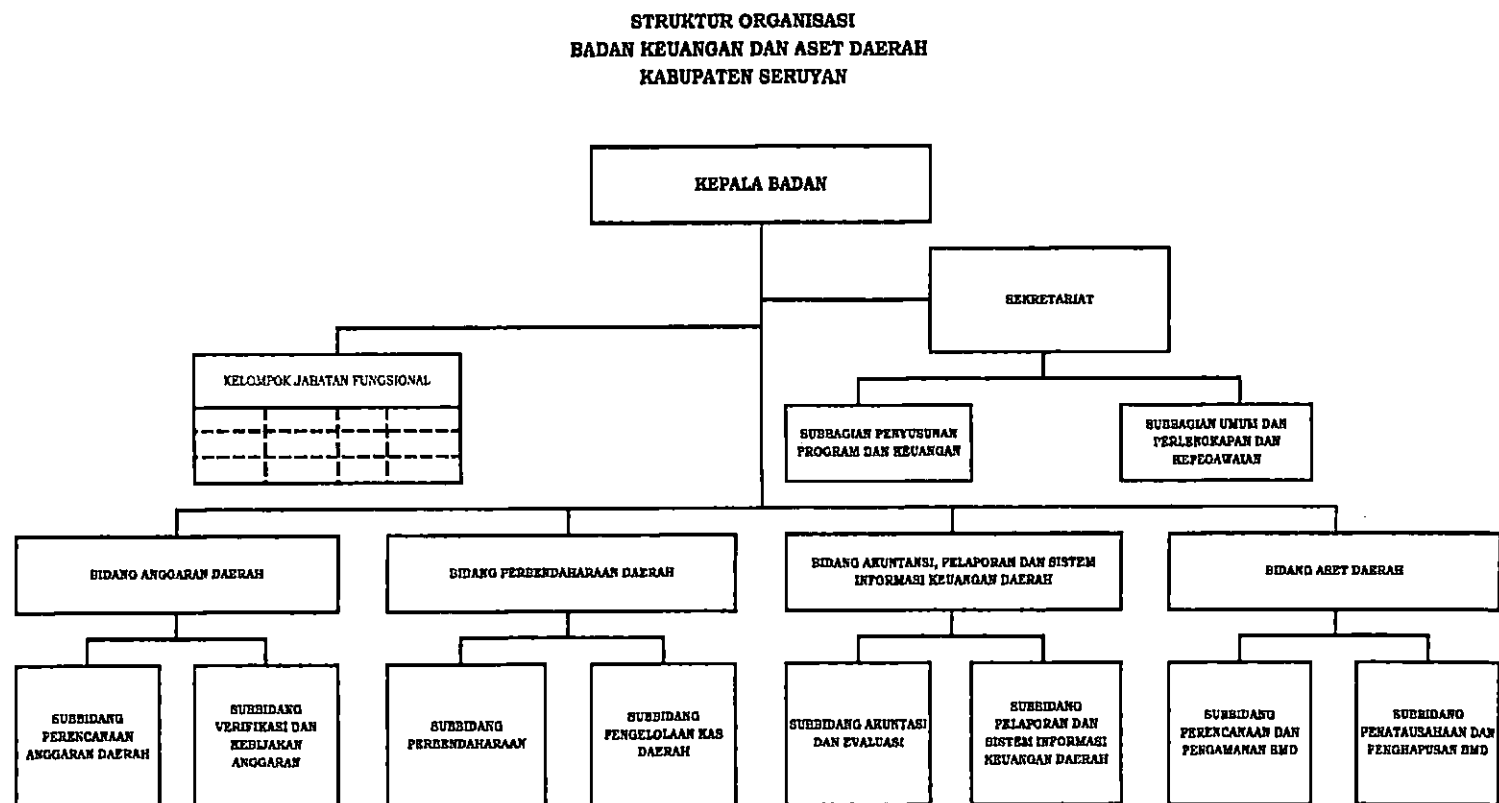 STRUKTUR ORGANISASI
BADAN KEUANGAN DAN ASET DAERAH
KABUPATEN SERUYAN
KEPALA BADAN
SEKRETARIAT
KELOMPOK JABATAN FUNGSIONAL
SUBBAGIAN PENYUSUNAN
PROGRAM DAN KEUANGAN
SUBBAGIAN UMUM DAN
PERLENGKAPAN DAN
KEPEGAWAIAN
BIDANG ANGGARAN DAERAH
BIDANG PERBENDAHARAAN DAERAH
BIDANG AKUNTANSI, PELAPORAN DAN SISTEM
INFORMASI KEUANGAN DAERAH
BIDANG ASET DAERAH
SUBBIDANG
PERENCANAAN
ANGGARAN DAERAH
SUBBIDANG
VERIFIKASI DAN
KEBIJAKAN
ANGGARAN
SUBBIDANG
PERBENDAHARAAN
SUBBIDANG
PENGELOLAAN KAS
DAERAH
SUBBIDANG AKUNTASI
DAN EVALUASI
SUBBIDANG
PELAPORAN DAN
SISTEM INFORMASI
KEUANGAN DAERAH
SUBBIDANG
PERENCANAAN DAN
PENGAMANAN BMD
SUBBIDANG
PENATAUSAHAAN DAN
PENGHAPUSAN BMD